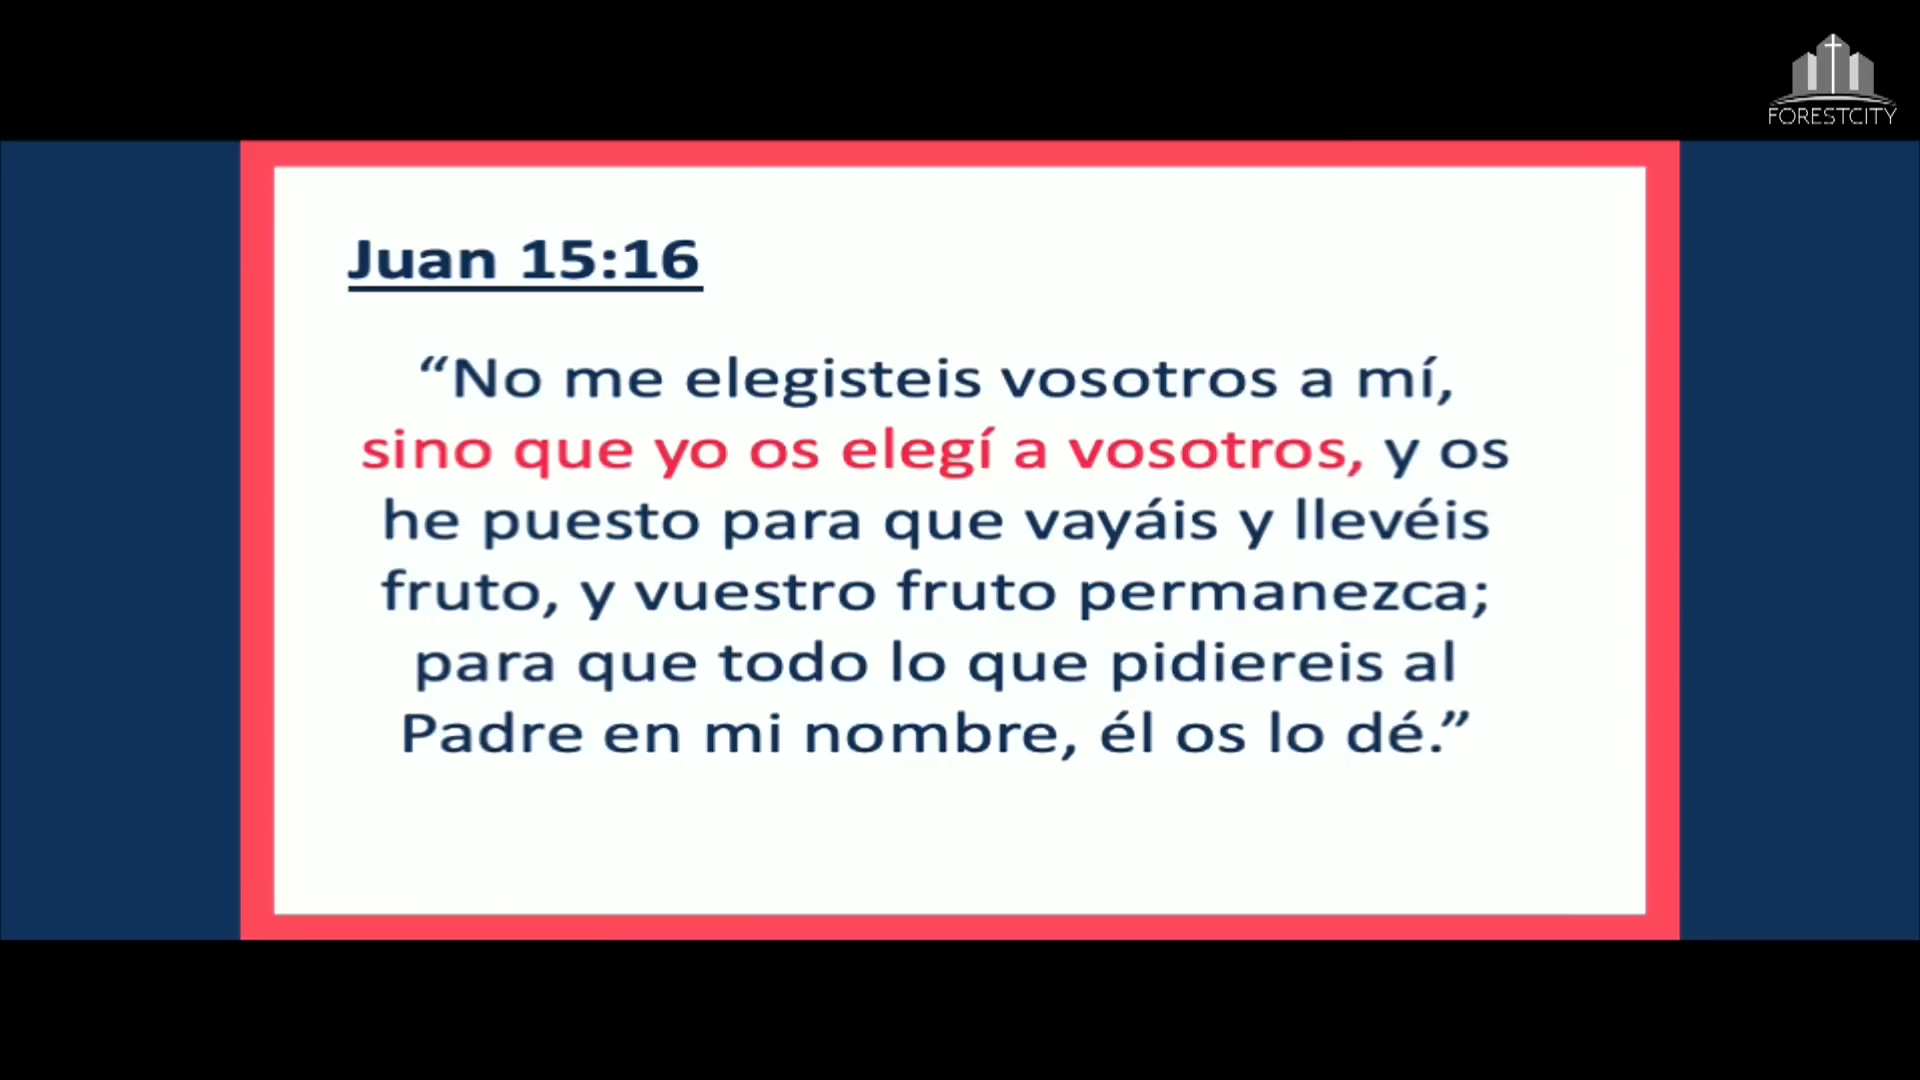 FORESTCITY
Juan 15:16
“No me elegisteis vosotros a mí,
sino que yo os elegí a vosotros, y os
he puesto para que vayáis y llevéis
fruto, y vuestro fruto permanezca;
para que todo lo que pidiereis al
Padre en mi nombre, él os lo dé.”